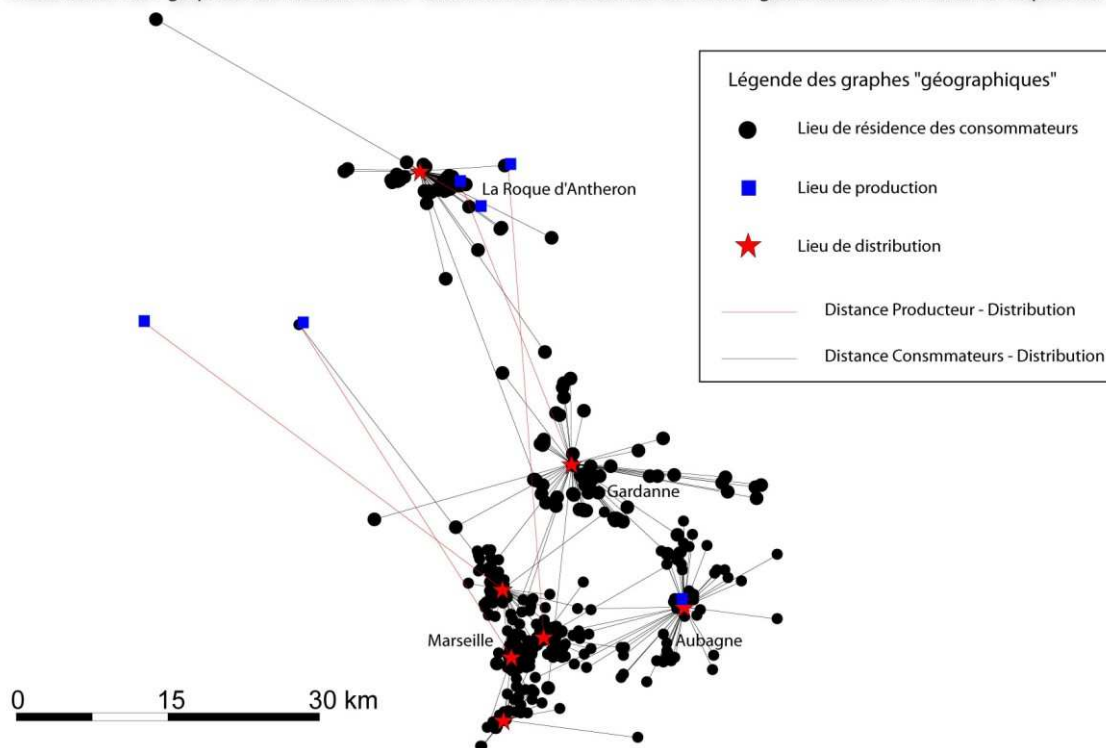 Légende des graphes "géographiques"
Lieu de résidence des consommateurs
Lieu de production
Lieu de distribution
Distance Producteur - Distribution
Distance Consmmateurs - Distribution
La Roque d'Antheron
Gardanne
Marseille
Aubagne
0 15 30 km